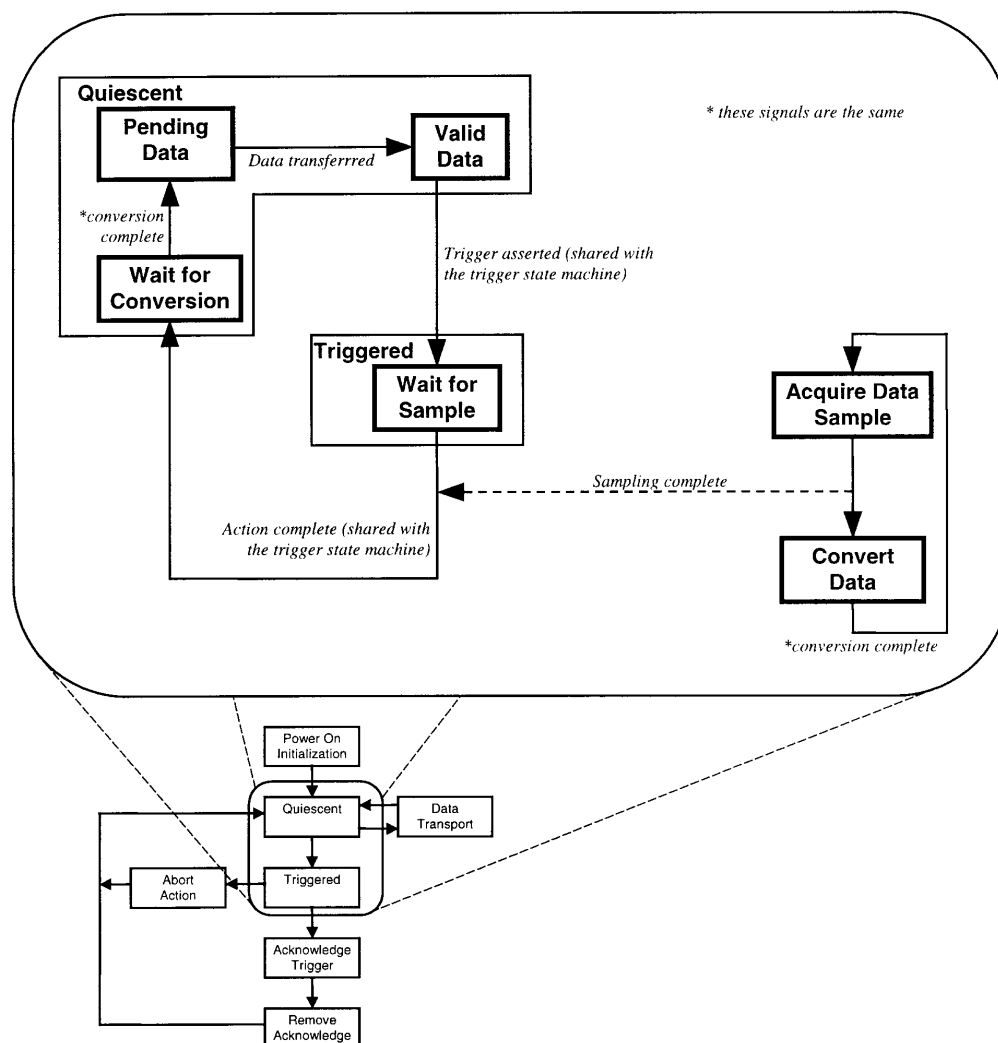 Quiescent
Pending
Data
Data transferrred
Valid
Data
* these signals are the same
*conversion
complete
Wait for
Conversion
Trigger asserted (shared with
the trigger state machine)
Triggered
Wait for
Sample
Acquire Data
Sample
Sampling complete
Action complete (shared with
the trigger state machine)
Convert
Data
*conversion complete
Power On
Initialization
Quiescent
Data
Transport
Abort
Action
Triggered
Acknowledge
Trigger
Remove
Acknowledge